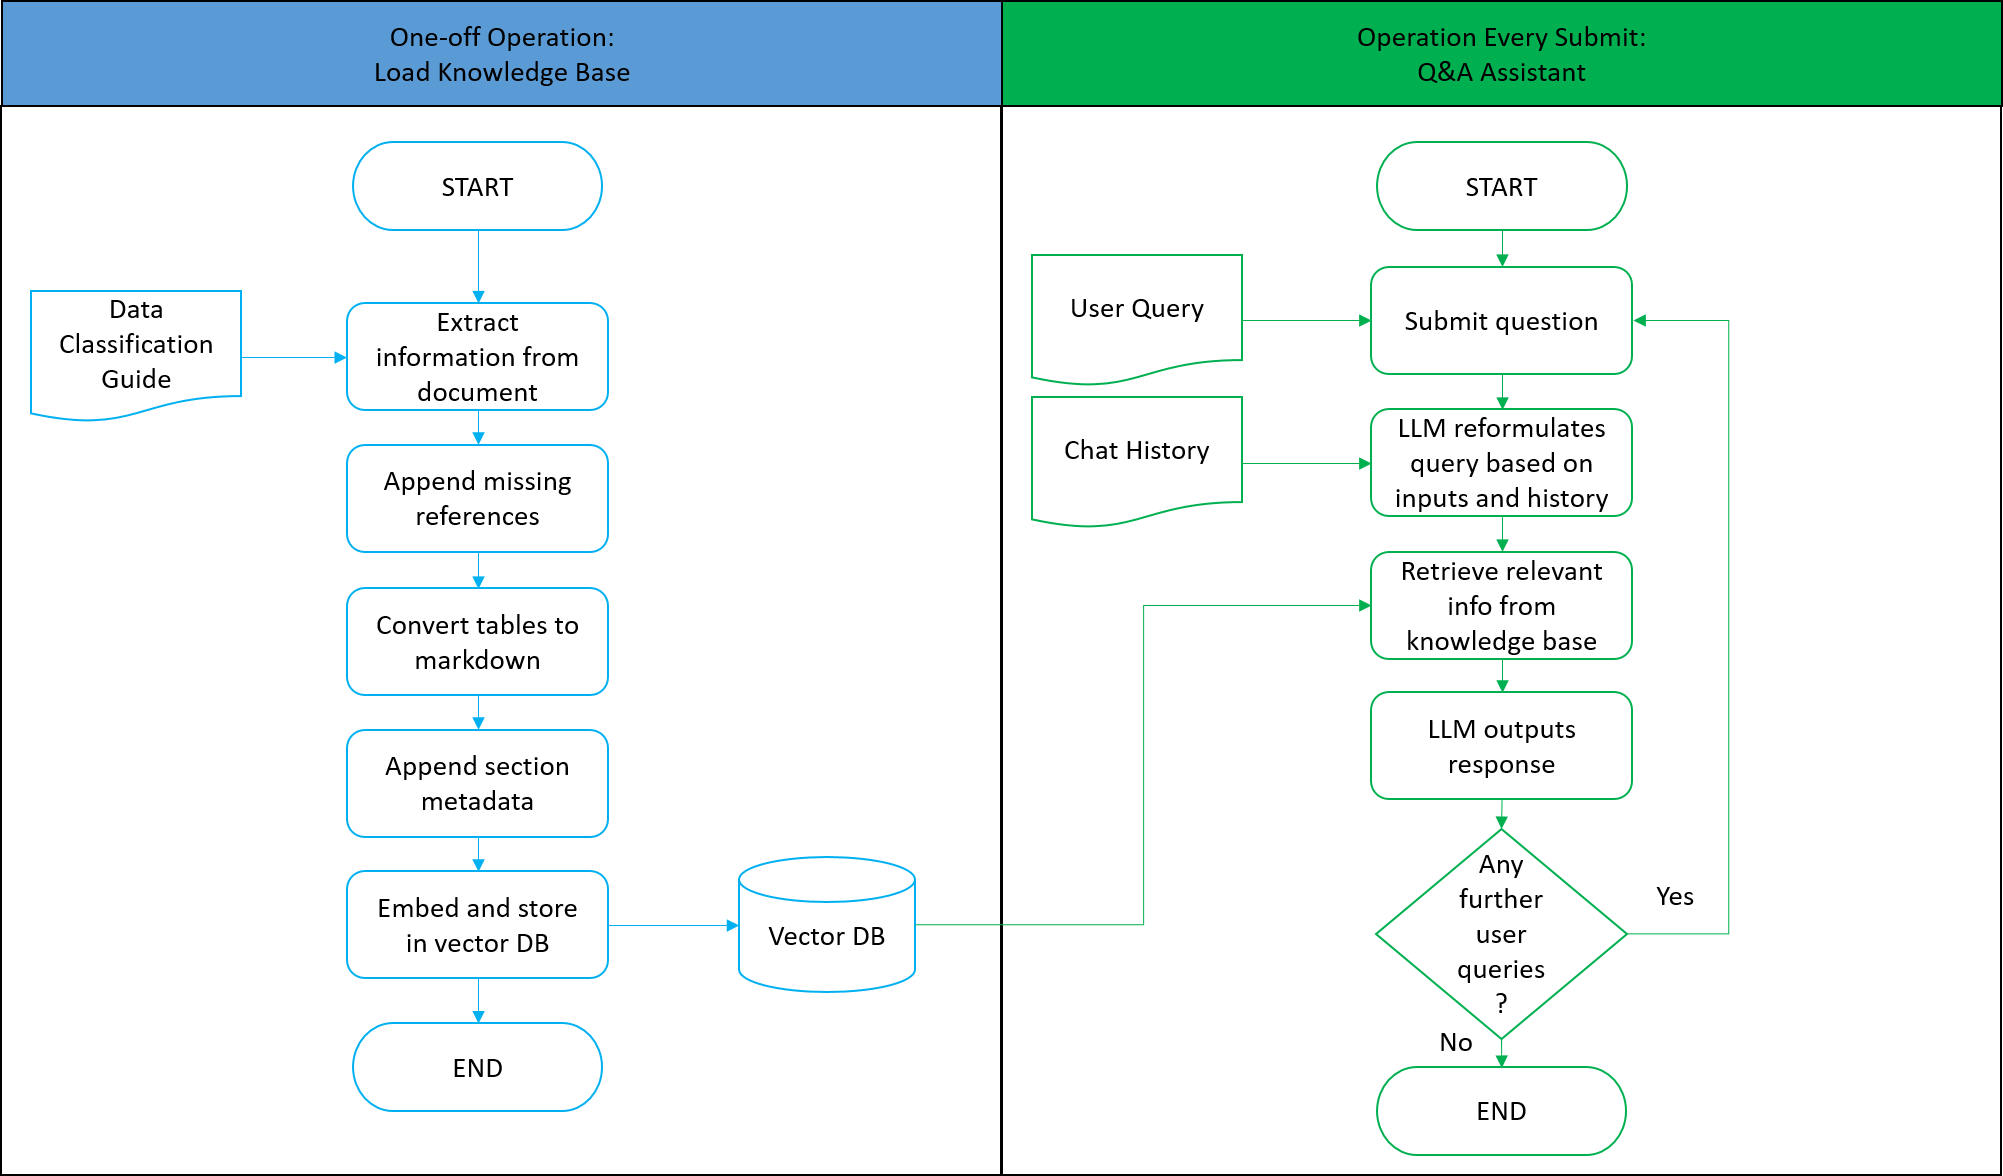 One-off Operation:
Load Knowledge Base
Operation Every Submit:
Q&A Assistant
START
Data
Classification
Guide
Extract
information from
document
Append missing
references
Convert tables to
markdown
Append section
metadata
Embed and store
in vector DB
Vector DB
END
START
User Query
Submit question
Chat History
LLM reformulates
query based on
inputs and history
Retrieve relevant
info from
knowledge base
LLM outputs
response
Any
further
user
queries
?
Yes
No
END